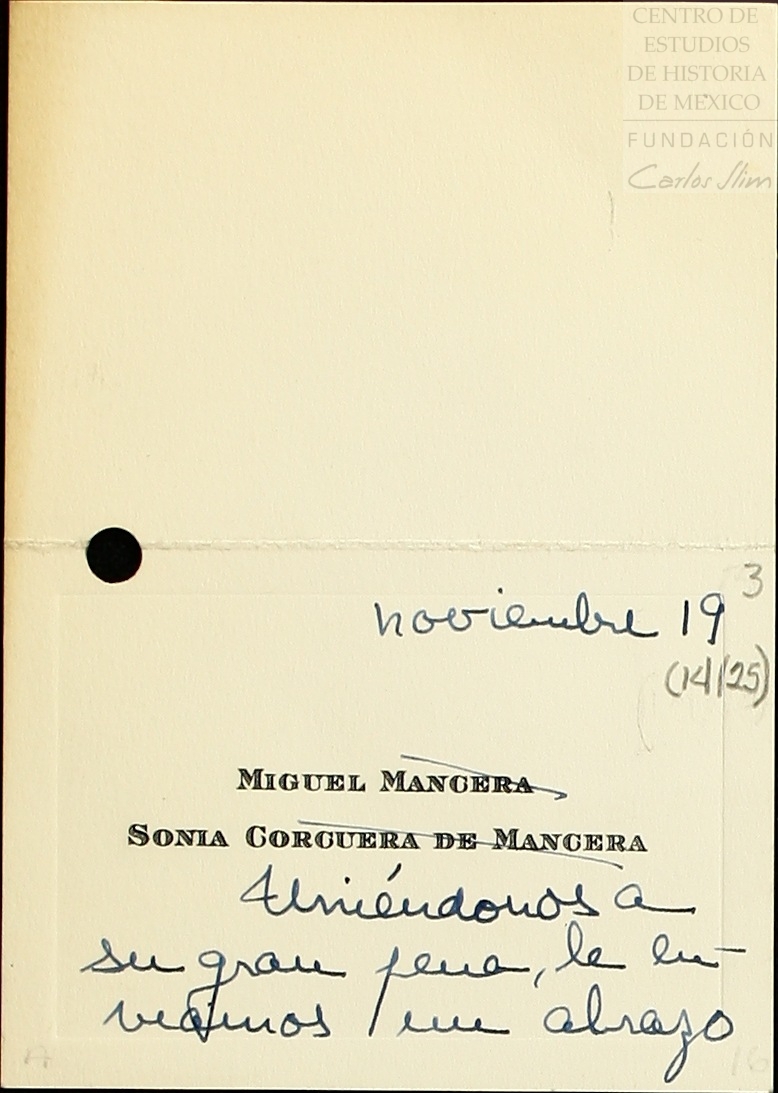 CENTRO DE
ESTUDIOS
DE HISTORIA
DE MEXICO
FUNDACIÓN
Carlos Slim
3
noviembre 19
(14/25)
MIGUEL MANCERA
SONIA CORCUERA DE MANCERA
Uniéndonos a
su gran pena, le en-
viamos un abrazo
A 16